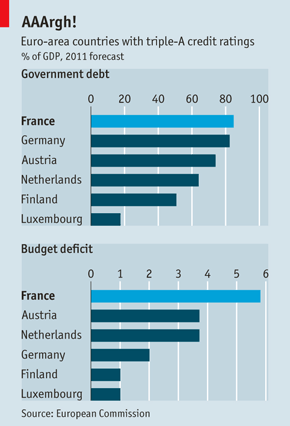 AAArgh!
Euro-area countries with triple-A credit ratings
% of GDP, 2011 forecast
Government debt
0 20 40 60 80 100
France
Germany
Austria
Netherlands
Finland
Luxembourg
Budget deficit
0 1 2 3 4 5 6
France
Austria
Netherlands
Germany
Finland
Luxembourg
Source: European Commission